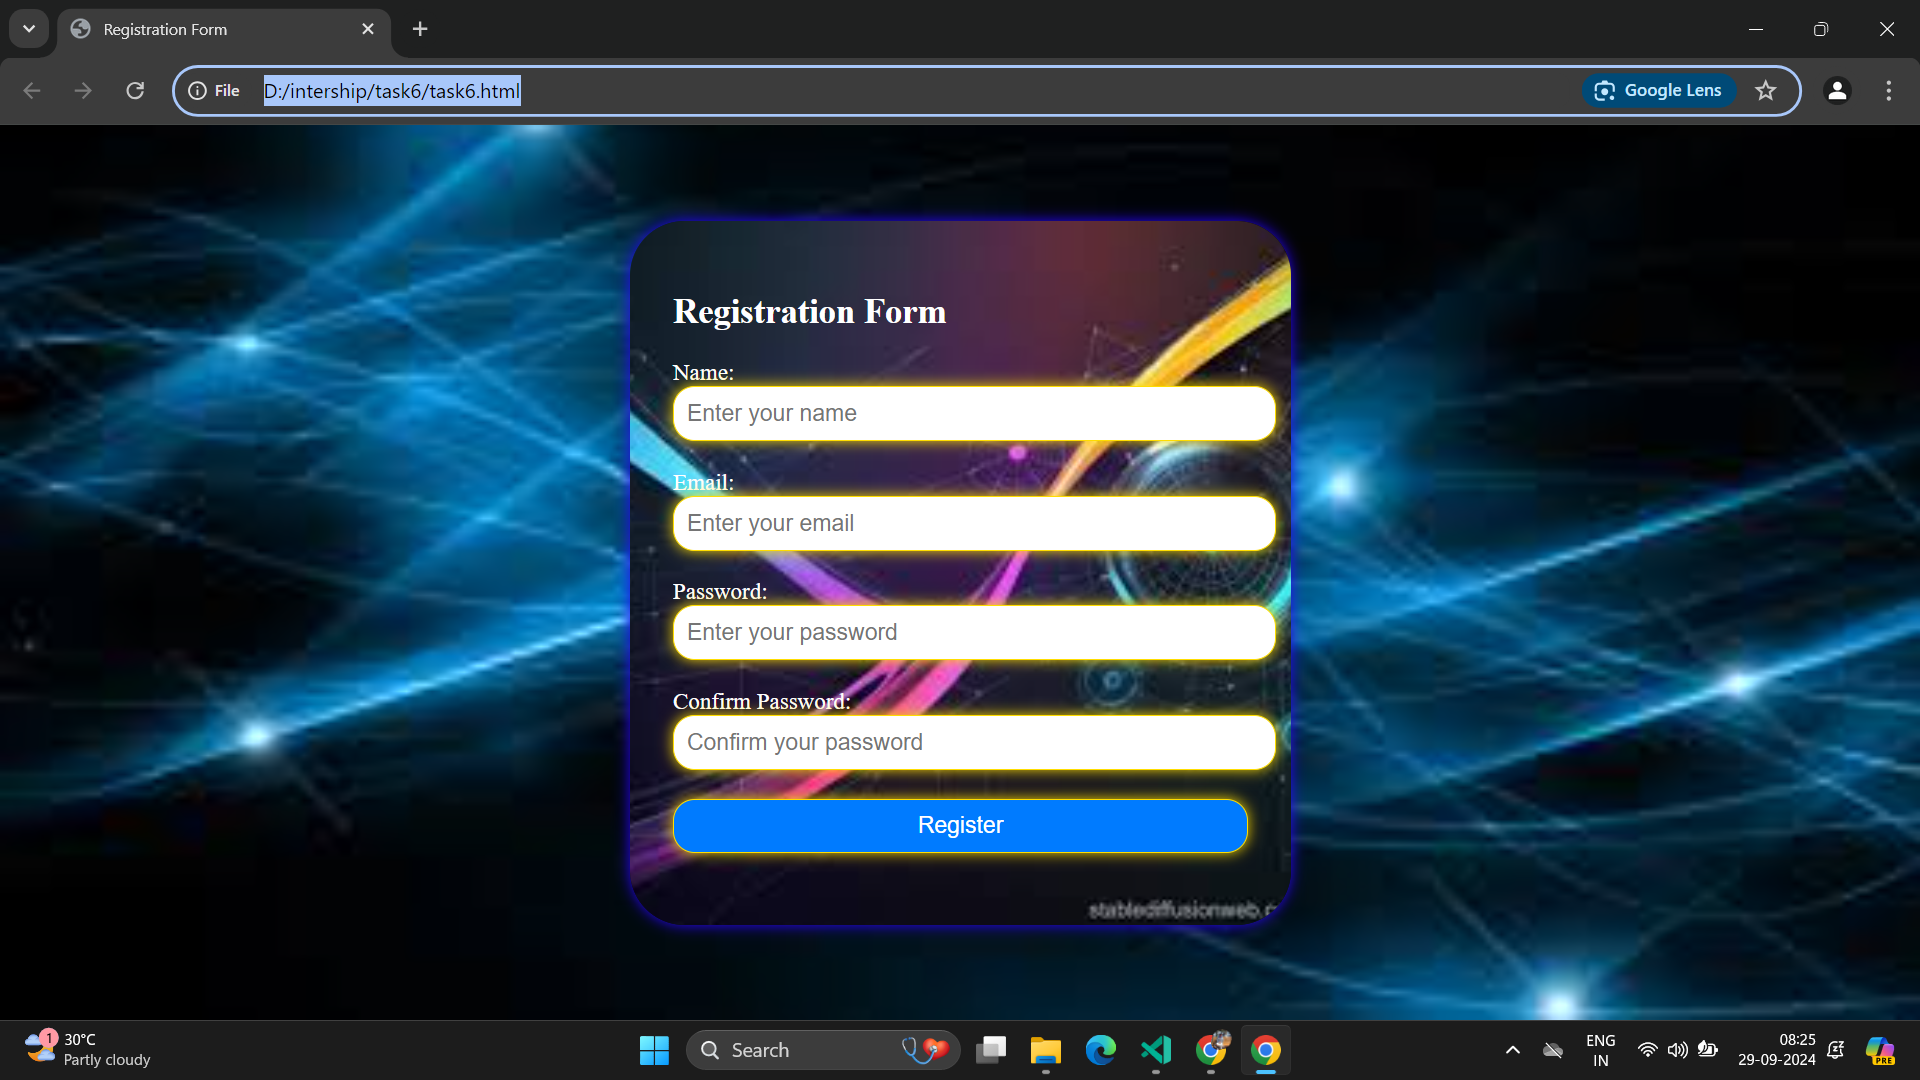 Registration Form
File
D:/intership/task6/task6.html
Google Lens
Registration Form
Name:
Enter your name
Email:
Enter your email
Password:
Enter your password
Confirm Password:
Confirm your password
Register
stablediffusionweb.
1
30°C
Partly cloudy
Search
ENG
IN
08:25
29-09-2024
PRE